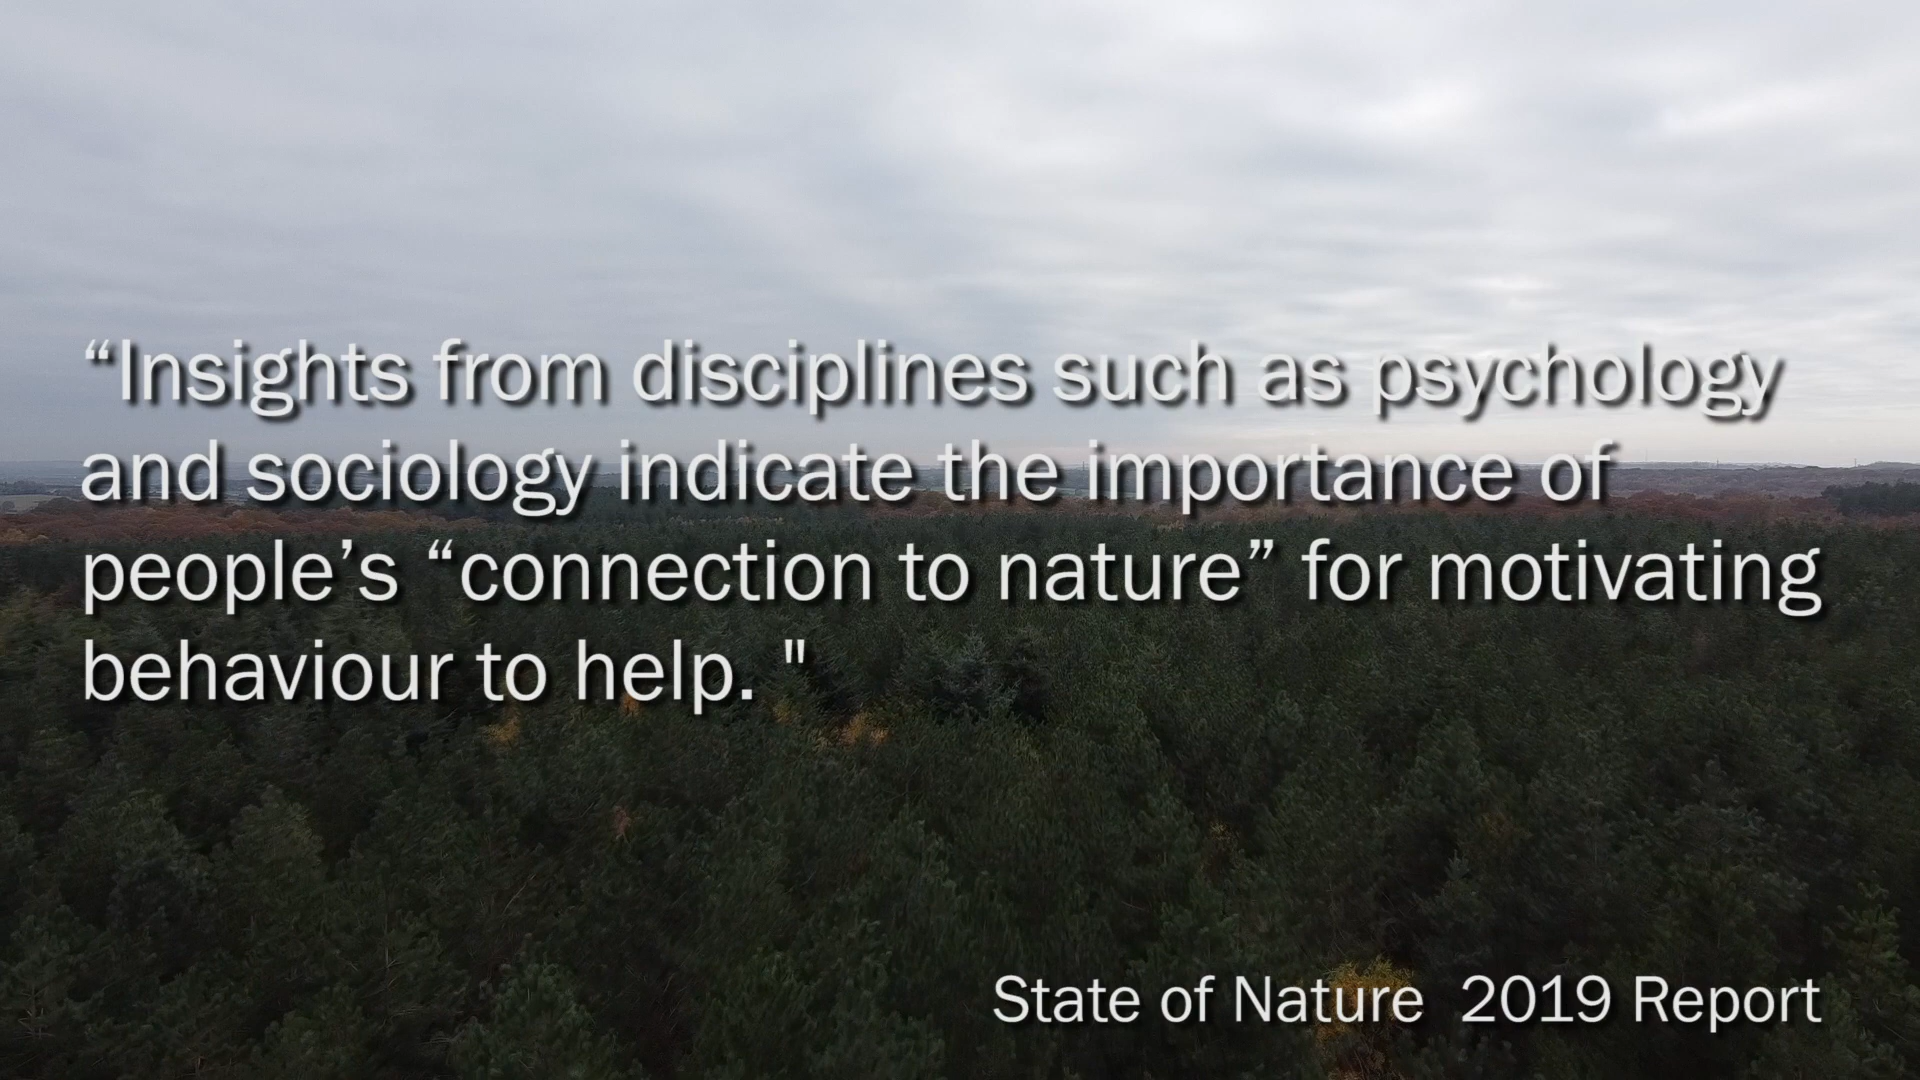 “Insights from disciplines such as psychology
and sociology indicate the importance of
people’s “connection to nature” for motivating
behaviour to help. "
State of Nature  2019 Report